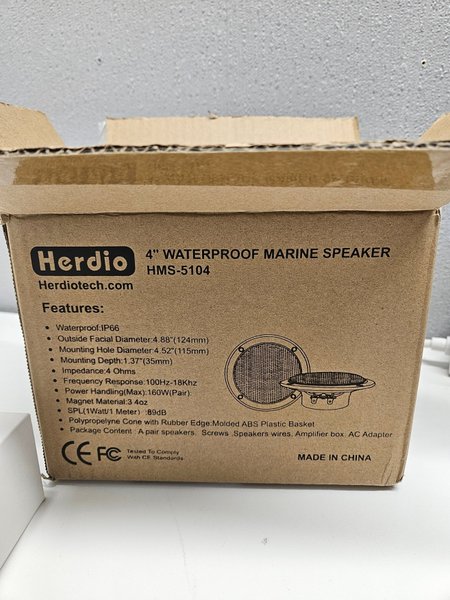 Herdio
4" WATERPROOF MARINE SPEAKER
HMS-5104
Herdiotech.com
Features:
• Waterproof:IP66
• Outside Facial Diameter:4.88"(124mm)
• Mounting Hole Diameter:4.52"(115mm)
• Mounting Depth:1.37"(35mm)
• Impedance:4 Ohms
• Frequency Response:100Hz-18Khz
• Power Handling(Max):160W(Pair)
• Magnet Material:3.4oz
• SPL(1Watt/1 Meter) :89dB
• Polypropelyne Cone with Rubber Edge:Molded ABS Plastic Basket
• Package Content : A pair speakers, Screws ,Speakers wires, Amplifier box, AC Adapter
CE FC Tested To Comply
With CE Standards
MADE IN CHINA